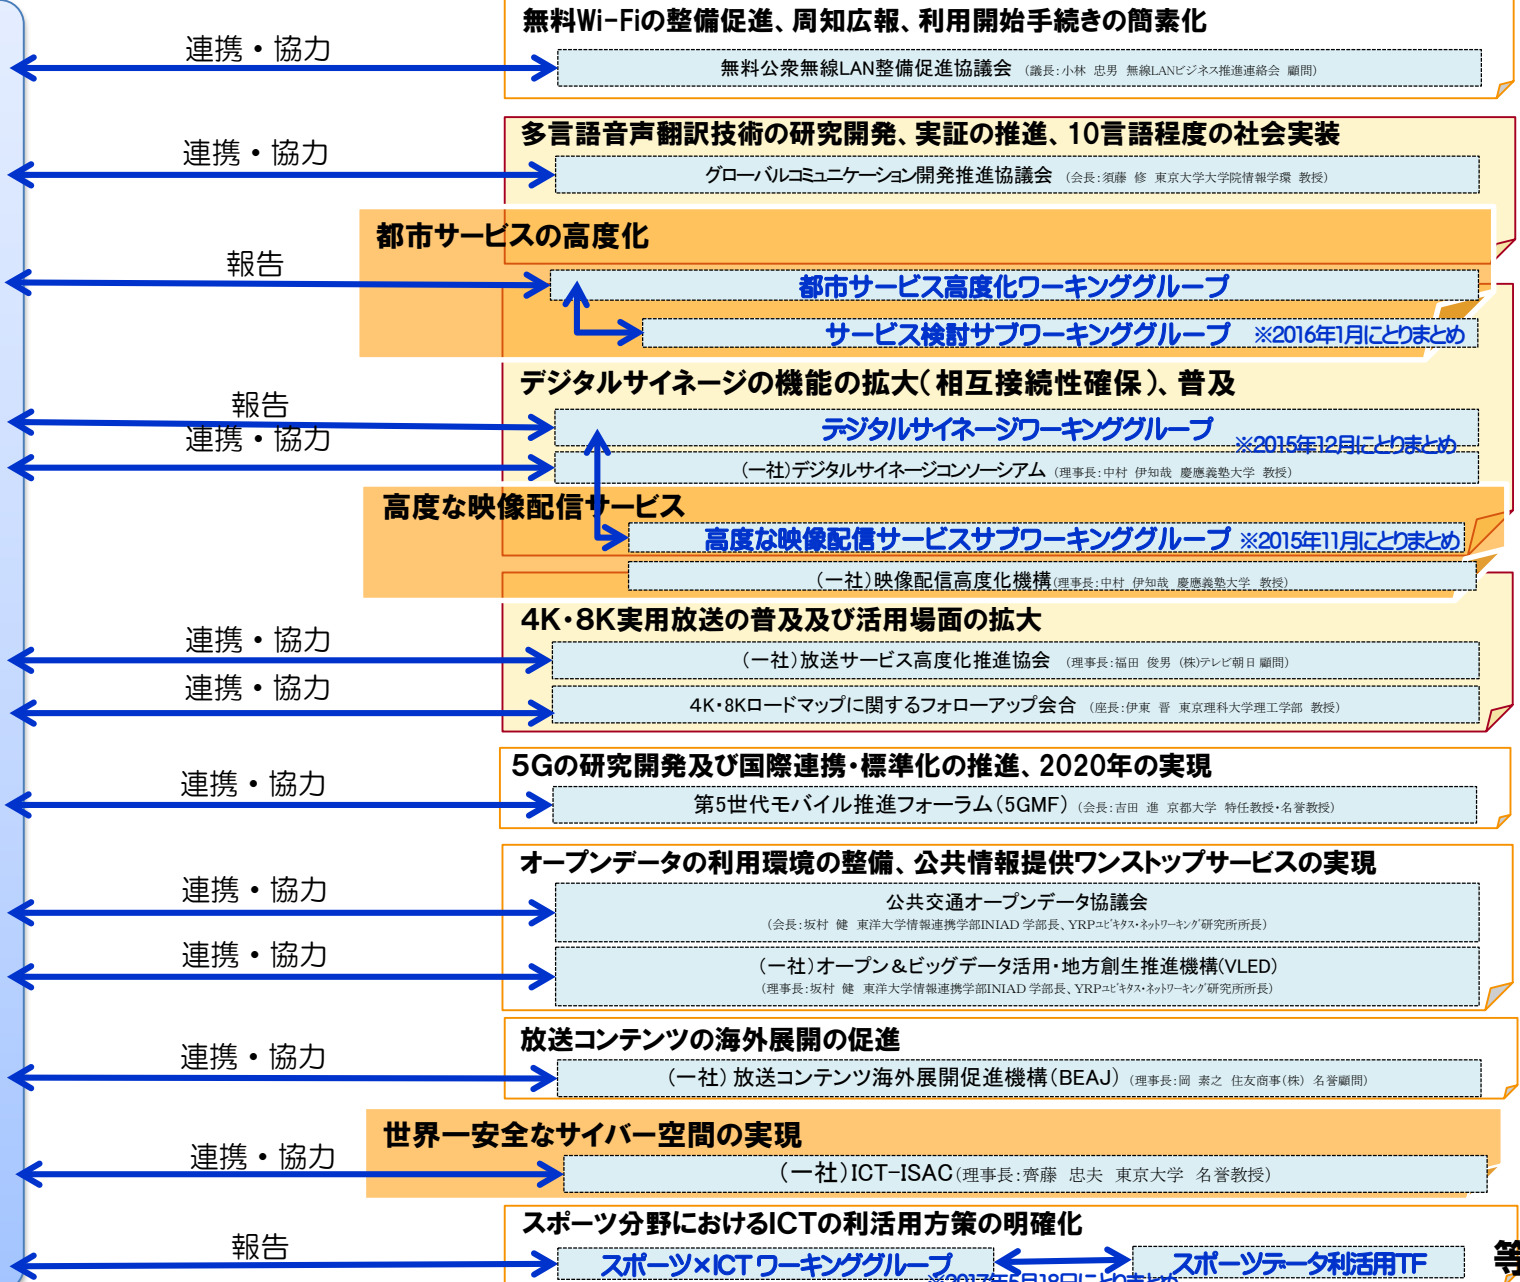 無料Wi-Fiの整備促進、周知広報、利用開始手続きの簡素化
連携・協力
無料公衆無線LAN整備促進協議会 (議長:小林 忠男 無線LANビジネス推進連絡会 顧問)
多言語音声翻訳技術の研究開発、実証の推進、10言語程度の社会実装
連携・協力
グローバルコミュニケーション開発推進協議会 (会長:須藤 修 東京大学大学院情報学環 教授)
都市サービスの高度化
報告
都市サービス高度化ワーキンググループ
サービス検討サブワーキンググループ ※2016年1月にとりまとめ
デジタルサイネージの機能の拡大(相互接続性確保)、普及
報告
デジタルサイネージワーキンググループ ※2015年12月にとりまとめ
連携・協力
(一社)デジタルサイネージコンソーシアム (理事長:中村 伊知哉 慶應義塾大学 教授)
高度な映像配信サービス
高度な映像配信サービスサブワーキンググループ ※2015年11月にとりまとめ
(一社)映像配信高度化機構(理事長:中村 伊知哉 慶應義塾大学 教授)
4K・8K実用放送の普及及び活用場面の拡大
連携・協力
(一社)放送サービス高度化推進協会 (理事長:福田 俊男 (株)テレビ朝日 顧問)
連携・協力
4K・8Kロードマップに関するフォローアップ会合 (座長:伊東 晋 東京理科大学理工学部 教授)
5Gの研究開発及び国際連携・標準化の推進、2020年の実現
連携・協力
第5世代モバイル推進フォーラム(5GMF) (会長:吉田 進 京都大学 特任教授・名誉教授)
オープンデータの利用環境の整備、公共情報提供ワンストップサービスの実現
連携・協力
公共交通オープンデータ協議会
(会長:坂村 健 東洋大学情報連携学部INIAD 学部長、YRPユビキタス・ネットワーキング研究所所長)
連携・協力
(一社)オープン&ビッグデータ活用・地方創生推進機構(VLED)
(理事長:坂村 健 東洋大学情報連携学部INIAD 学部長、YRPユビキタス・ネットワーキング研究所所長)
放送コンテンツの海外展開の促進
連携・協力
(一社) 放送コンテンツ海外展開促進機構(BEAJ) (理事長:岡 素之 住友商事(株) 名誉顧問)
世界一安全なサイバー空間の実現
連携・協力
(一社)ICT-ISAC(理事長:齊藤 忠夫 東京大学 名誉教授)
スポーツ分野におけるICTの利活用方策の明確化
報告
スポーツ×ICTワーキンググループ スポーツデータ利活用TF 等
※2017年5月18日にとりまとめ